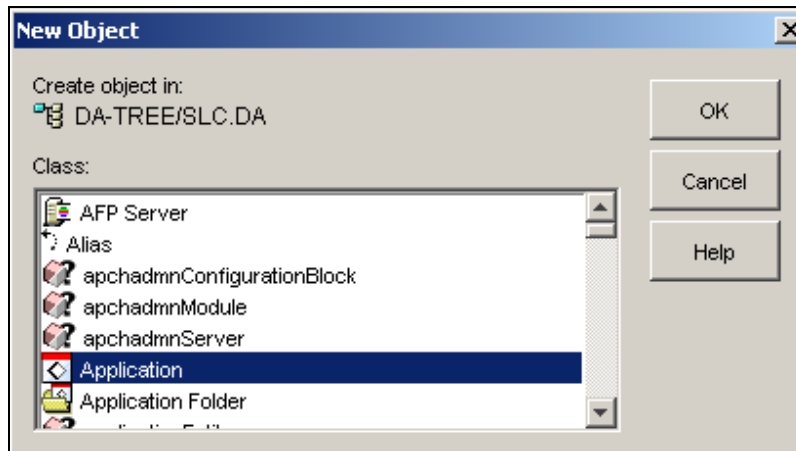 New Object
Create object in:
DA-TREE/SLC.DA
OK
Class:
Cancel
AFP Server
Alias
Help
apchadmnConfigurationBlock
apchadmnModule
apchadmnServer
Application
Application Folder